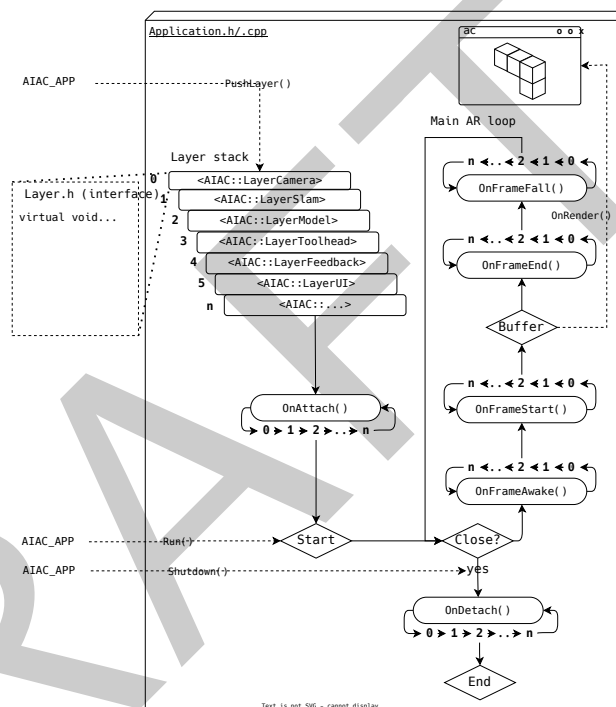 Application.h/.cpp
ac
o o x
AIAC_APP
PushLayer()
Main AR loop
Layer stack
n ... 2 1 0
0
<AIAC::LayerCamera>
OnFrameFall()
Layer.h (interface)
1
<AIAC::LayerSlam>
virtual void...
2
<AIAC::LayerModel>
OnRender()
3
<AIAC::LayerToolhead>
n ... 2 1 0
4
<AIAC::LayerFeedback>
OnFrameEnd()
5
<AIAC::LayerUI>
n
<AIAC::...>
Buffer
n ... 2 1 0
OnAttach()
OnFrameStart()
0 1 2 ... n
n ... 2 1 0
OnFrameAwake()
AIAC_APP
Run()
Start
Close?
AIAC_APP
Shutdown()
yes
OnDetach()
0 1 2 ... n
End
Text is not SVG - cannot display
RAFT